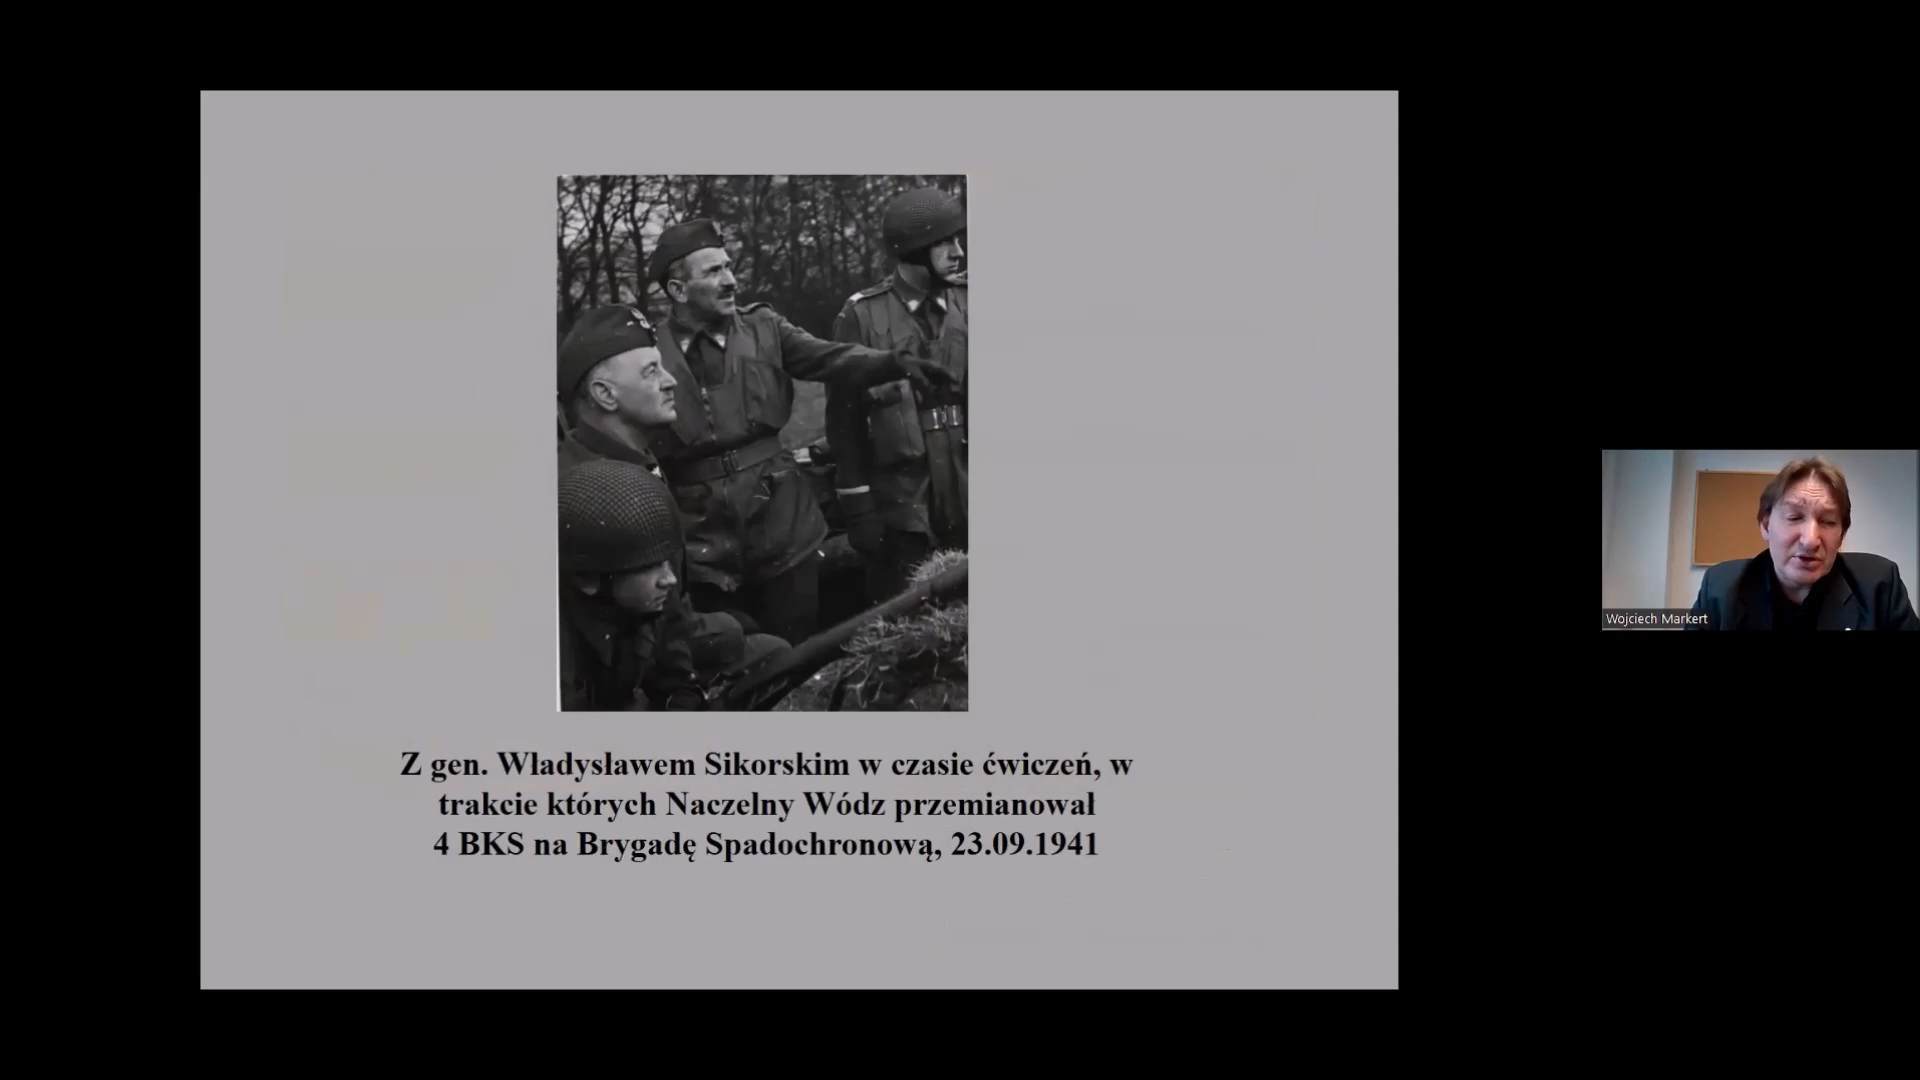 Z gen. Władysławem Sikorskim w czasie ćwiczeń, w
trakcie których Naczelny Wódz przemianował
4 BKS na Brygadę Spadochronową, 23.09.1941
Wojciech Markert